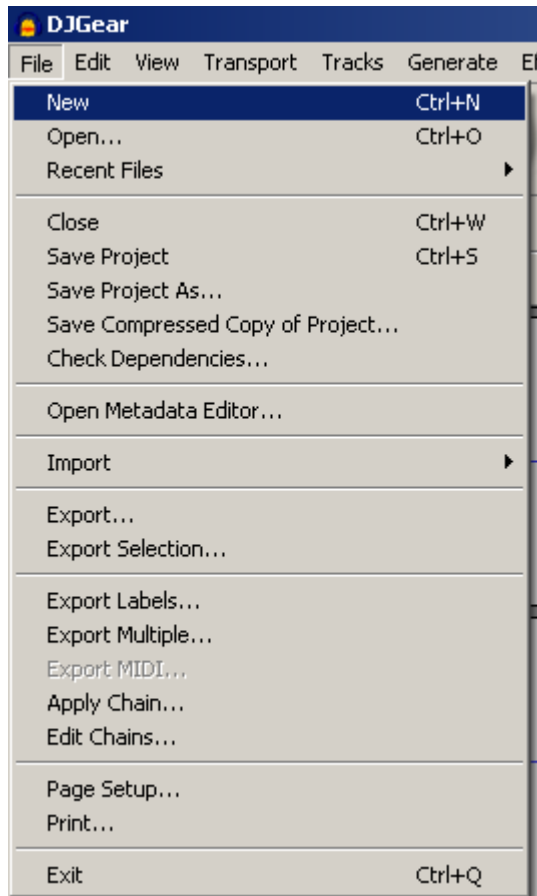 DJGear
File Edit View Transport Tracks Generate
New Ctrl+N
Open... Ctrl+O
Recent Files
Close Ctrl+W
Save Project Ctrl+S
Save Project As...
Save Compressed Copy of Project...
Check Dependencies...
Open Metadata Editor...
Import
Export...
Export Selection...
Export Labels...
Export Multiple...
Export MIDI...
Apply Chain...
Edit Chains...
Page Setup...
Print...
Exit Ctrl+Q